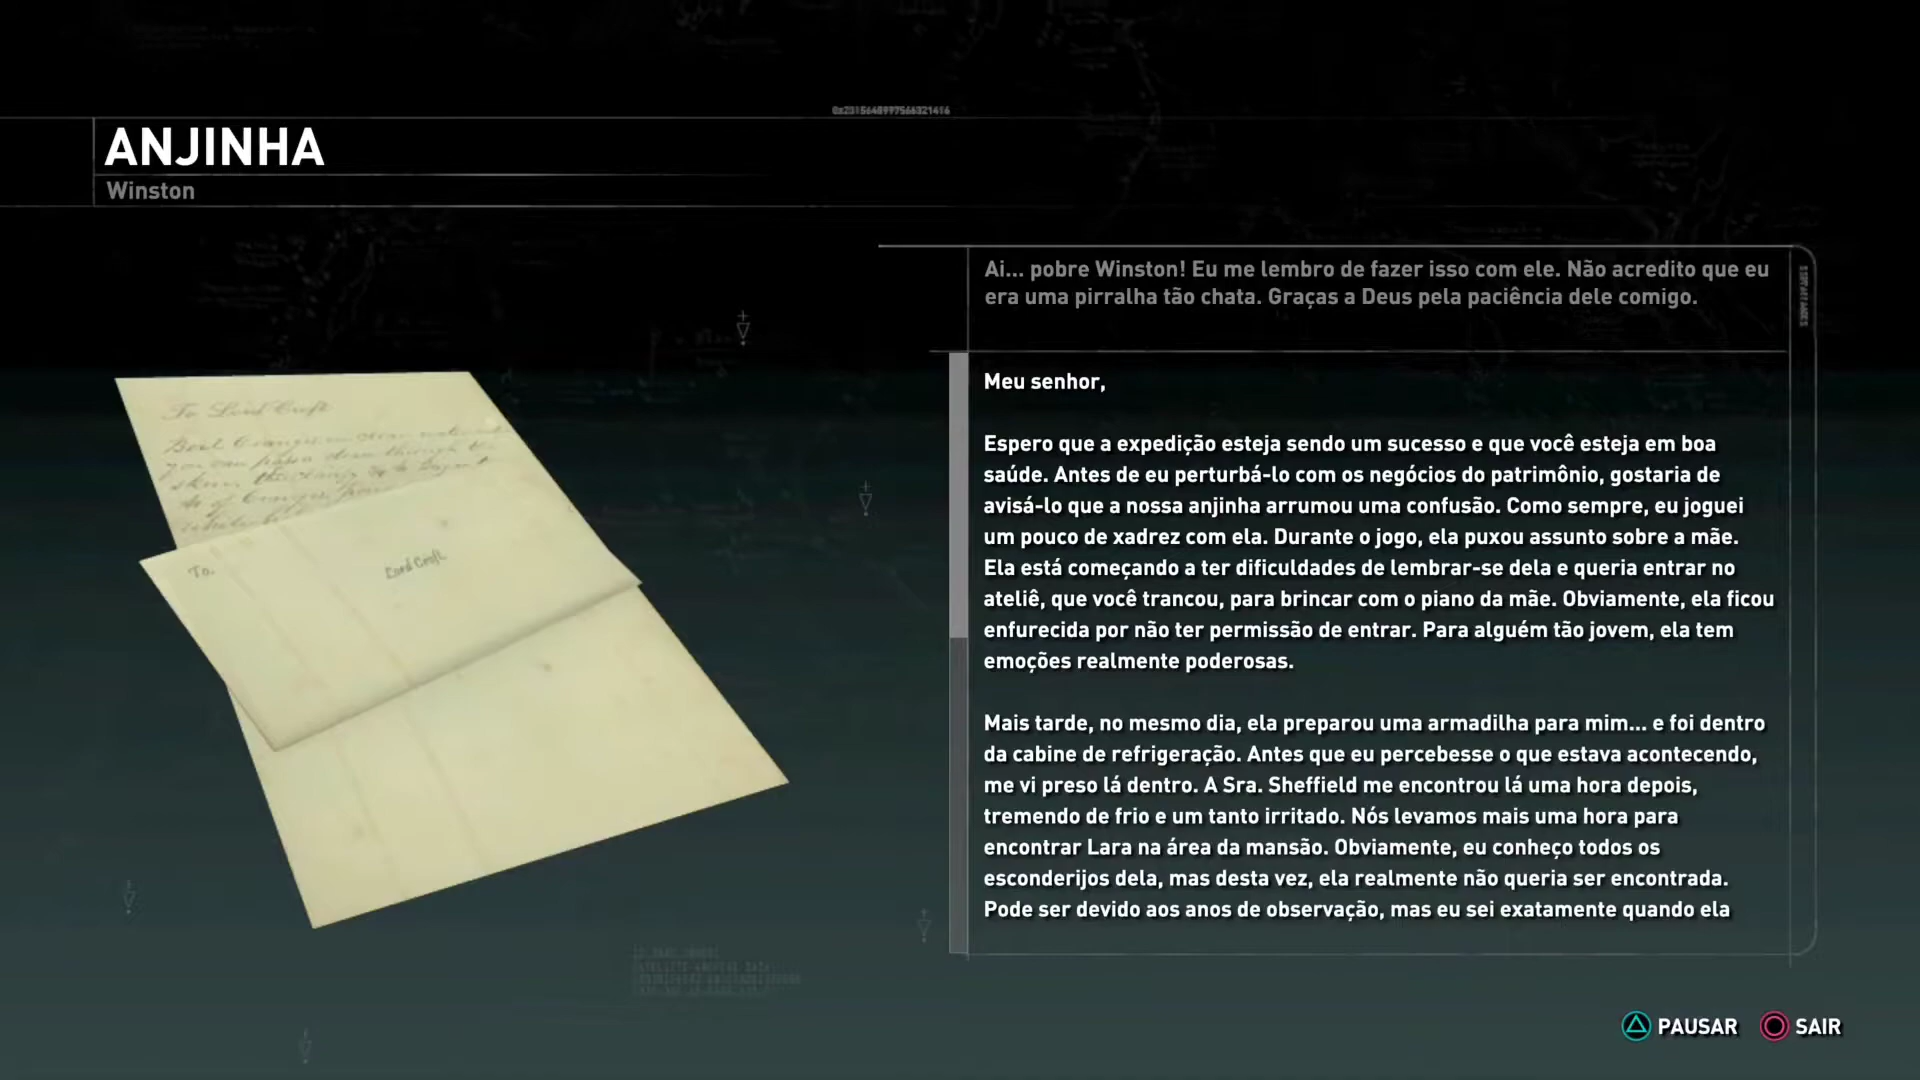 0x2315640997566321416
ANJINHA
Winston
Ai... pobre Winston! Eu me lembro de fazer isso com ele. Não acredito que eu
era uma pirralha tão chata. Graças a Deus pela paciência dele comigo.
Meu senhor,
Espero que a expedição esteja sendo um sucesso e que você esteja em boa
saúde. Antes de eu perturbá-lo com os negócios do patrimônio, gostaria de
avisá-lo que a nossa anjinha arrumou uma confusão. Como sempre, eu joguei
um pouco de xadrez com ela. Durante o jogo, ela puxou assunto sobre a mãe.
Ela está começando a ter dificuldades de lembrar-se dela e queria entrar no
ateliê, que você trancou, para brincar com o piano da mãe. Obviamente, ela ficou
enfurecida por não ter permissão de entrar. Para alguém tão jovem, ela tem
emoções realmente poderosas.
Mais tarde, no mesmo dia, ela preparou uma armadilha para mim... e foi dentro
da cabine de refrigeração. Antes que eu percebesse o que estava acontecendo,
me vi preso lá dentro. A Sra. Sheffield me encontrou lá uma hora depois,
tremendo de frio e um tanto irritado. Nós levamos mais uma hora para
encontrar Lara na área da mansão. Obviamente, eu conheço todos os
esconderijos dela, mas desta vez, ela realmente não queria ser encontrada.
Pode ser devido aos anos de observação, mas eu sei exatamente quando ela
To Lord Croft
To.
Lord Croft
PAUSAR
SAIR